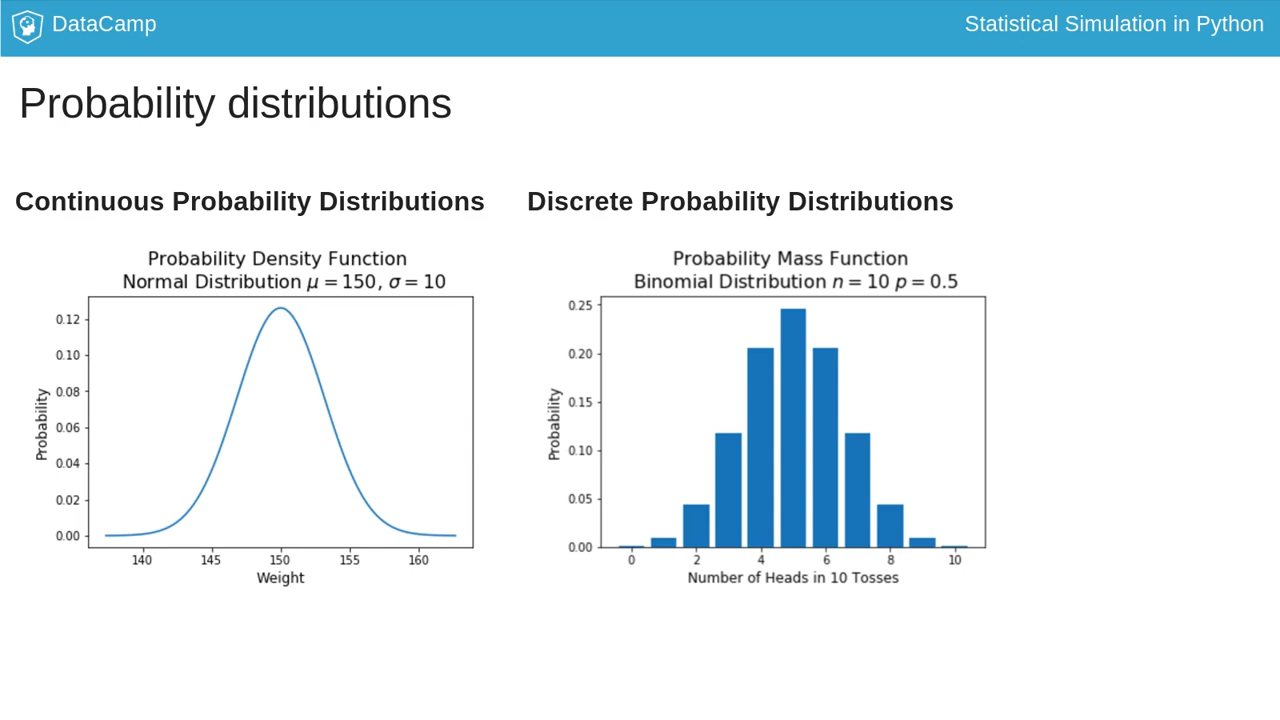 DataCamp
Statistical Simulation in Python
Probability distributions
Continuous Probability Distributions
Probability Density Function
Normal Distribution μ = 150, σ = 10
0.12
0.10
0.08
0.06
0.04
0.02
0.00
Probability
140 145 150 155 160
Weight
Discrete Probability Distributions
Probability Mass Function
Binomial Distribution n = 10 p = 0.5
0.25
0.20
0.15
0.10
0.05
0.00
Probability
0 2 4 6 8 10
Number of Heads in 10 Tosses